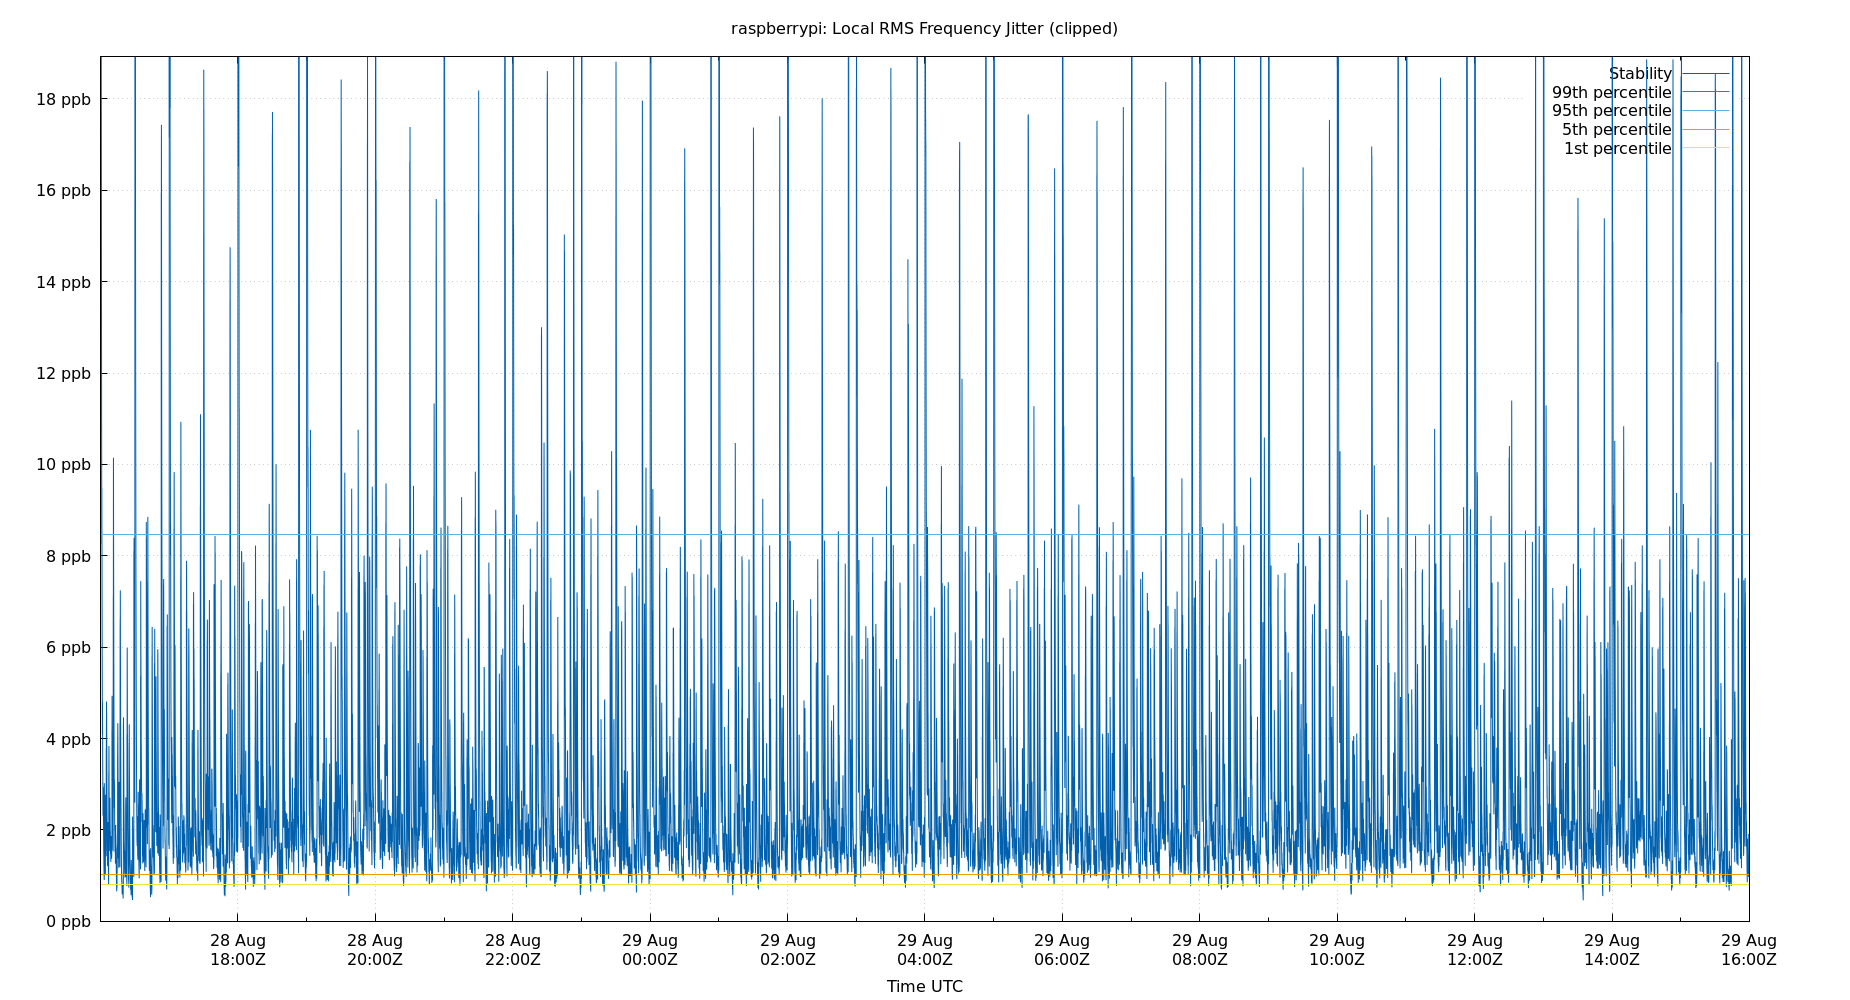 raspberrypi: Local RMS Frequency Jitter (clipped)
Stability
99th percentile
95th percentile
5th percentile
1st percentile
18 ppb
16 ppb
14 ppb
12 ppb
10 ppb
8 ppb
6 ppb
4 ppb
2 ppb
0 ppb
28 Aug 28 Aug 28 Aug 29 Aug 29 Aug 29 Aug 29 Aug 29 Aug 29 Aug 29 Aug 29 Aug 29 Aug
18:00Z 20:00Z 22:00Z 00:00Z 02:00Z 04:00Z 06:00Z 08:00Z 10:00Z 12:00Z 14:00Z 16:00Z
Time UTC